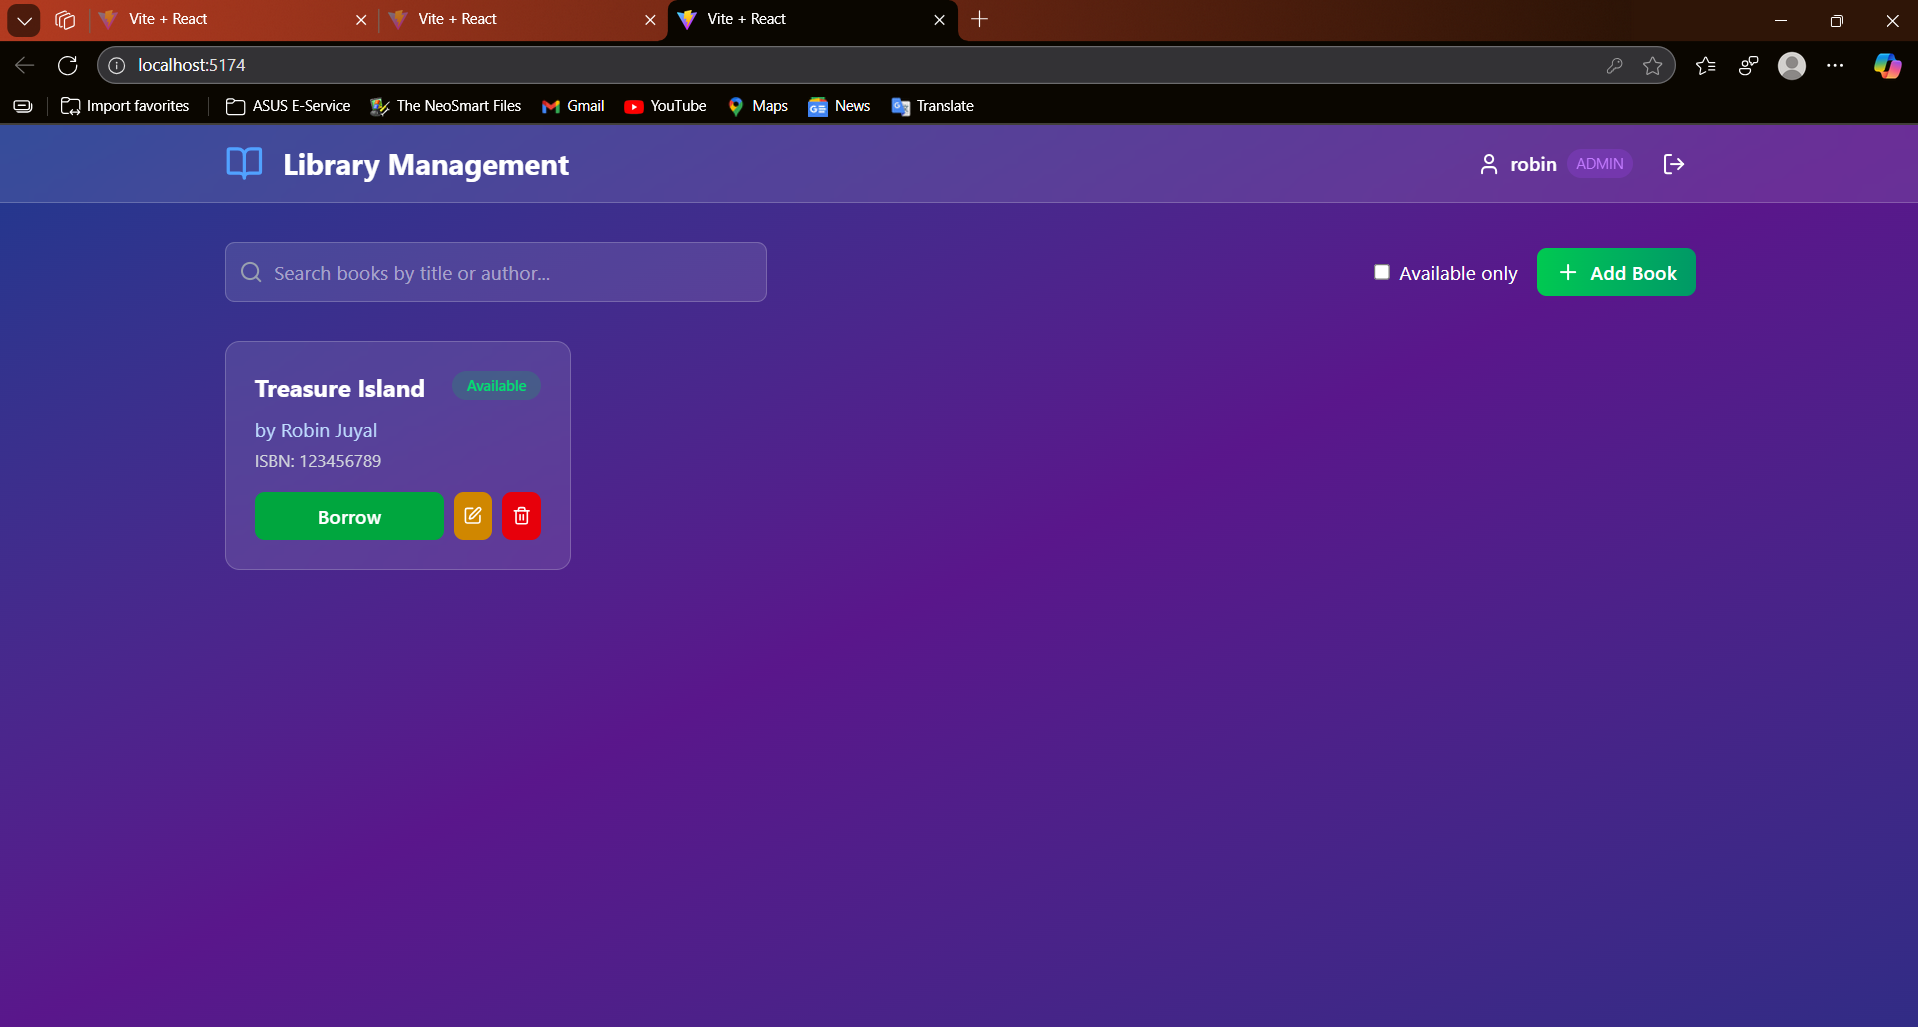 Vite + React
Vite + React
Vite + React
localhost:5174
Import favorites
ASUS E-Service
The NeoSmart Files
Gmail
YouTube
Maps
News
Translate
Library Management
robin
ADMIN
Search books by title or author...
Available only
Add Book
Treasure Island
Available
by Robin Juyal
ISBN: 123456789
Borrow